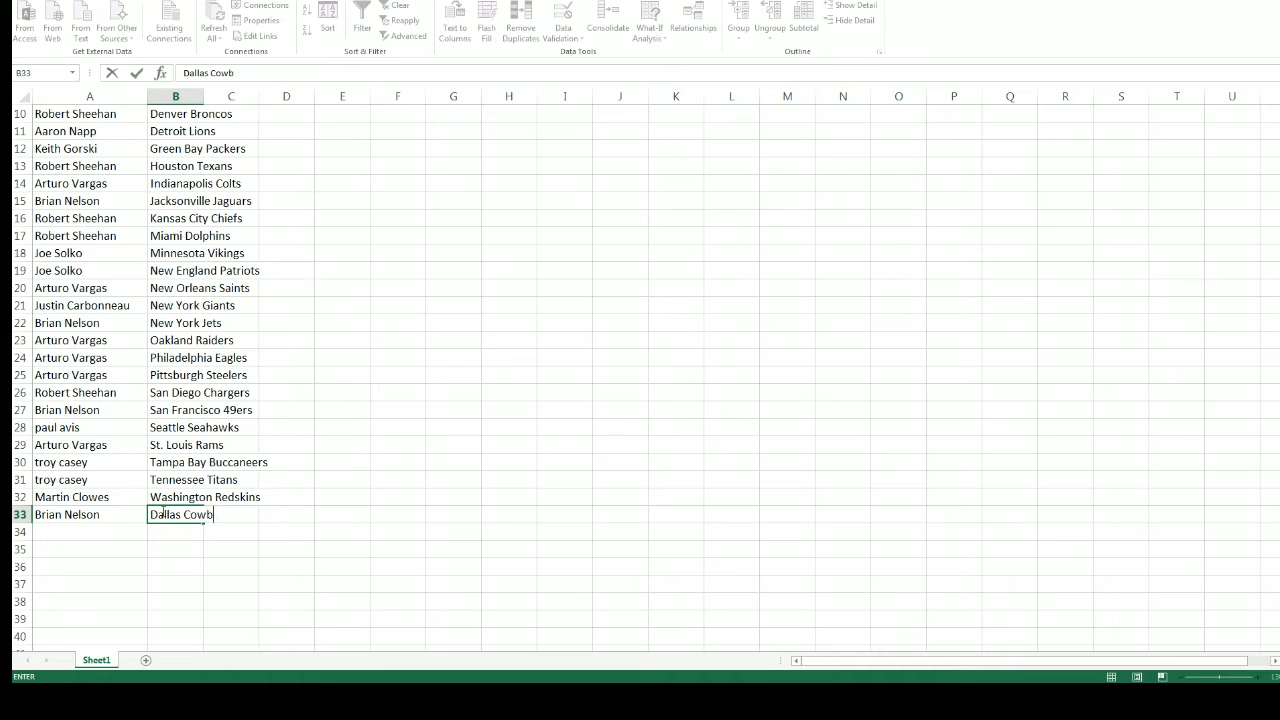 Connections Clear Show Detail
Properties Reapply Hide Detail
From Access From Web From Text From Other Sources Existing Connections Refresh All Edit Links Sort Filter Advanced Text to Columns Flash Fill Remove Duplicates Data Validation Consolidate What-If Analysis Relationships Group Ungroup Subtotal
Get External Data Connections Sort & Filter Data Tools Outline
B33 fx Dallas Cowb
A B C D E F G H I J K L M N O P Q R S T U
10 Robert Sheehan Denver Broncos
11 Aaron Napp Detroit Lions
12 Keith Gorski Green Bay Packers
13 Robert Sheehan Houston Texans
14 Arturo Vargas Indianapolis Colts
15 Brian Nelson Jacksonville Jaguars
16 Robert Sheehan Kansas City Chiefs
17 Robert Sheehan Miami Dolphins
18 Joe Solko Minnesota Vikings
19 Joe Solko New England Patriots
20 Arturo Vargas New Orleans Saints
21 Justin Carbonneau New York Giants
22 Brian Nelson New York Jets
23 Arturo Vargas Oakland Raiders
24 Arturo Vargas Philadelphia Eagles
25 Arturo Vargas Pittsburgh Steelers
26 Robert Sheehan San Diego Chargers
27 Brian Nelson San Francisco 49ers
28 paul avis Seattle Seahawks
29 Arturo Vargas St. Louis Rams
30 troy casey Tampa Bay Buccaneers
31 troy casey Tennessee Titans
32 Martin Clowes Washington Redskins
33 Brian Nelson Dallas Cowb
34
35
36
37
38
39
40
Sheet1
ENTER